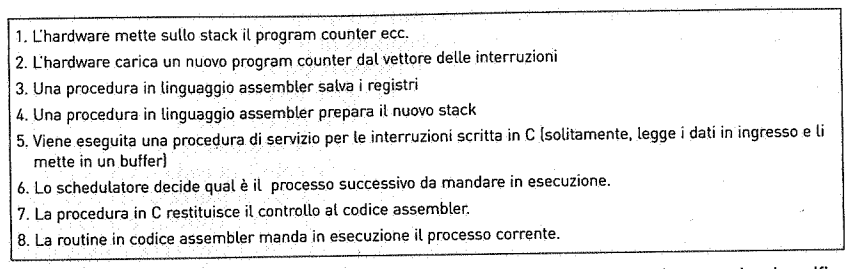 1. L'hardware mette sullo stack il program counter ecc.
2. L'hardware carica un nuovo program counter dal vettore delle interruzioni
3. Una procedura in linguaggio assembler salva i registri
4. Una procedura in linguaggio assembler prepara il nuovo stack
5. Viene eseguita una procedura di servizio per le interruzioni scritta in C (solitamente, legge i dati in ingresso e li
mette in un buffer)
6. Lo schedulatore decide qual è il processo successivo da mandare in esecuzione.
7. La procedura in C restituisce il controllo al codice assembler.
8. La routine in codice assembler manda in esecuzione il processo corrente.